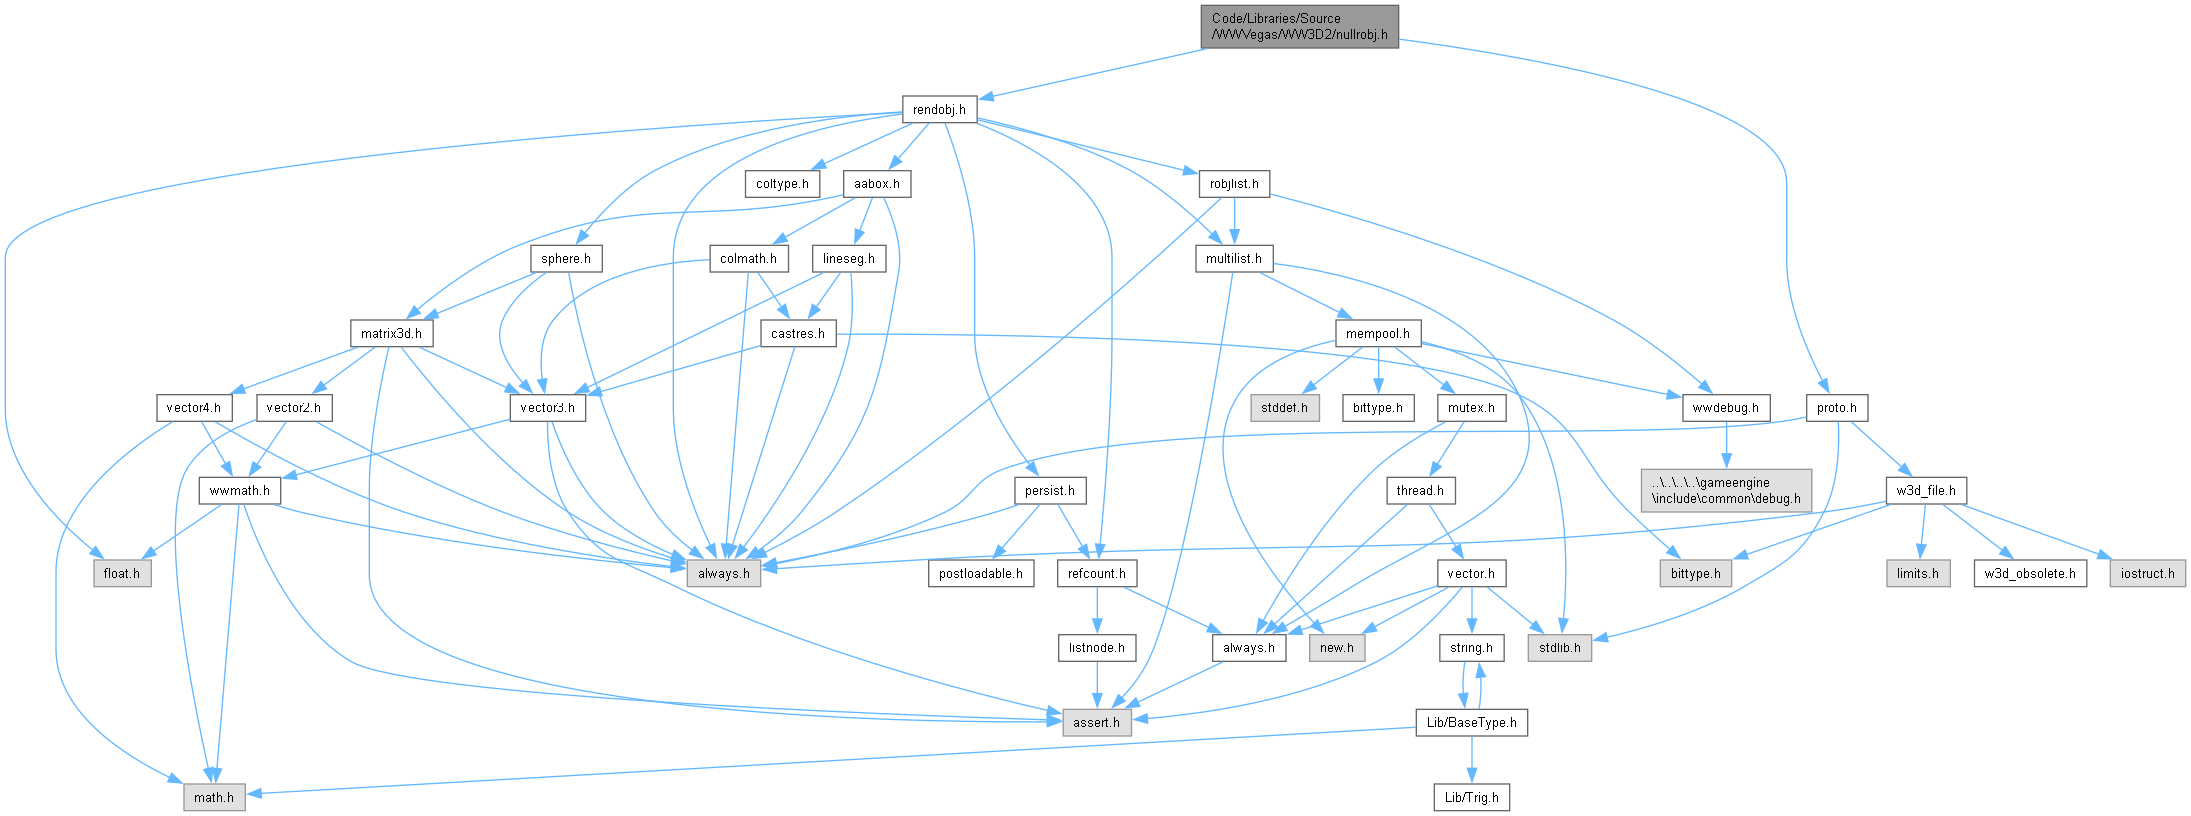 Code/Libraries/Source
/WWVegas/WW3D2/nullrobj.h
rendobj.h
coltype.h
aabox.h
robjlist.h
sphere.h
colmath.h
lineseg.h
multilist.h
matrix3d.h
castres.h
mempool.h
vector4.h
vector2.h
vector3.h
stddef.h
bittype.h
mutex.h
wwdebug.h
proto.h
wwmath.h
persist.h
thread.h
..\..\..\..\gameengine
\include\common\debug.h
w3d_file.h
float.h
always.h
postloadable.h
refcount.h
vector.h
bittype.h
limits.h
w3d_obsolete.h
iostruct.h
listnode.h
always.h
new.h
string.h
stdlib.h
assert.h
Lib/BaseType.h
math.h
Lib/Trig.h